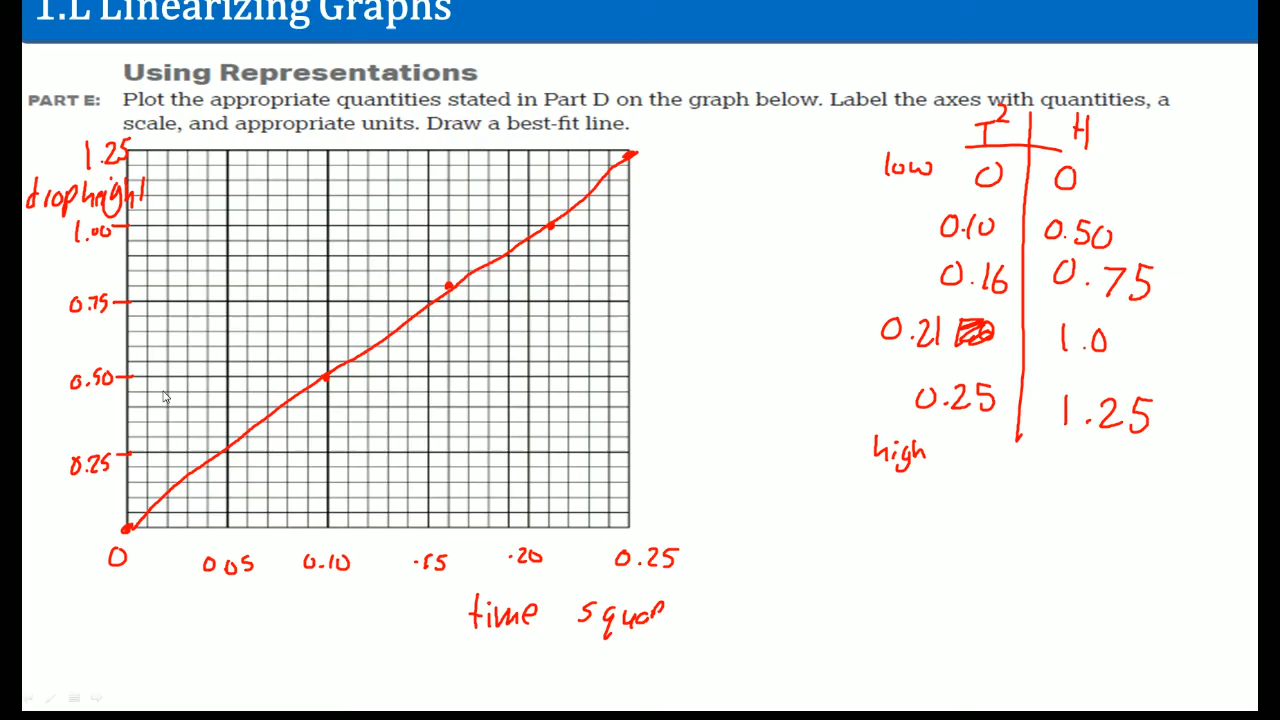 1.L Linearizing Graphs
Using Representations
PART E: Plot the appropriate quantities stated in Part D on the graph below. Label the axes with quantities, a
scale, and appropriate units. Draw a best-fit line.
1.25
drop height
1.00
0.75
0.50
0.25
0 0.05 0.10 .15 .20 0.25
time squar
T² H
low 0 0
0.10 0.50
0.16 0.75
0.21 1.0
0.25 1.25
high